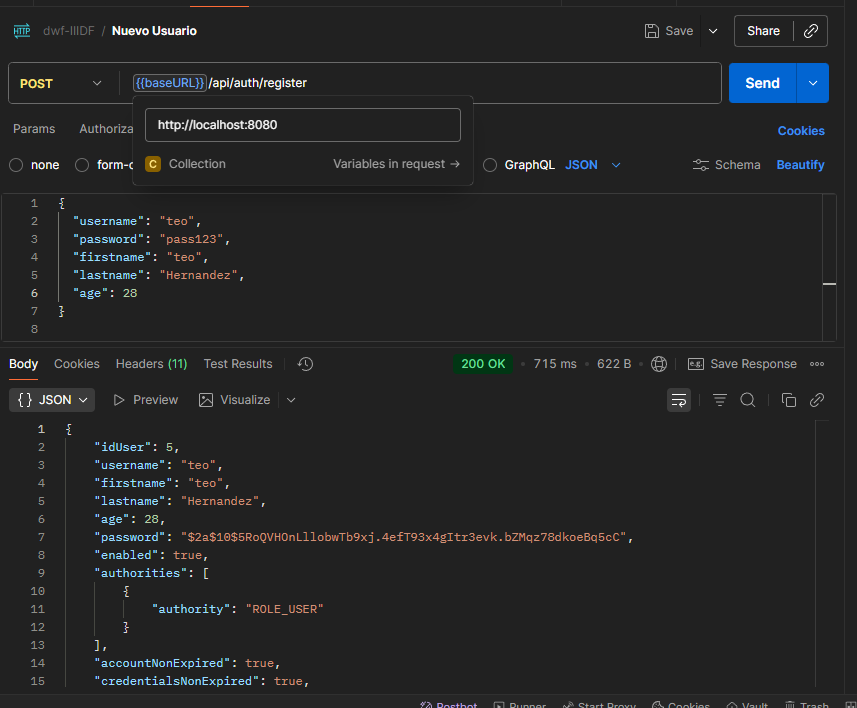 HTTP dwf-IIIDF / Nuevo Usuario Save Share
POST {{baseURL}}/api/auth/register Send
http://localhost:8080
Params Authoriza Cookies
C Collection Variables in request →
none form-c GraphQL JSON Schema Beautify
1 {
2 "username": "teo",
3 "password": "pass123",
4 "firstname": "teo",
5 "lastname": "Hernandez",
6 "age": 28
7 }
8
Body Cookies Headers (11) Test Results 200 OK • 715 ms • 622 B • e.g. Save Response
{} JSON Preview Visualize
1 {
2 "idUser": 5,
3 "username": "teo",
4 "firstname": "teo",
5 "lastname": "Hernandez",
6 "age": 28,
7 "password": "$2a$10$5RoQVHOnLllobwTb9xj.4efT93x4gItr3evk.bZMqz78dkoeBq5cC",
8 "enabled": true,
9 "authorities": [
10 {
11 "authority": "ROLE_USER"
12 }
13 ],
14 "accountNonExpired": true,
15 "credentialsNonExpired": true,
Postbot Runner Start Proxy Cookies Vault Trash